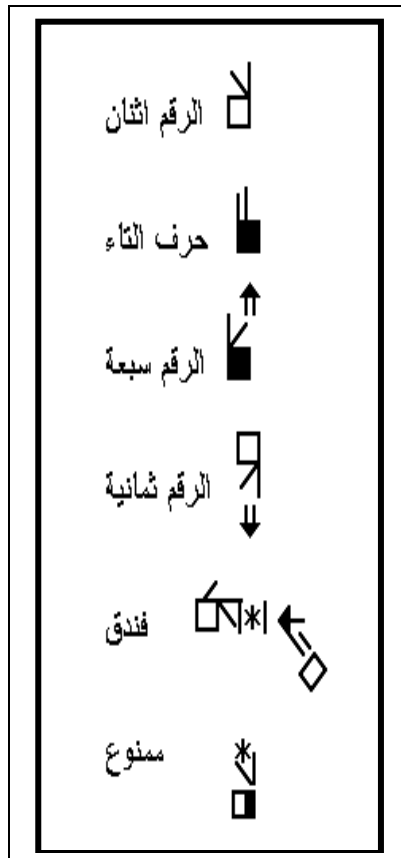 الرقم اثنان
حرف التاء
الرقم سبعة
الرقم ثمانية
فندق
ممنوع